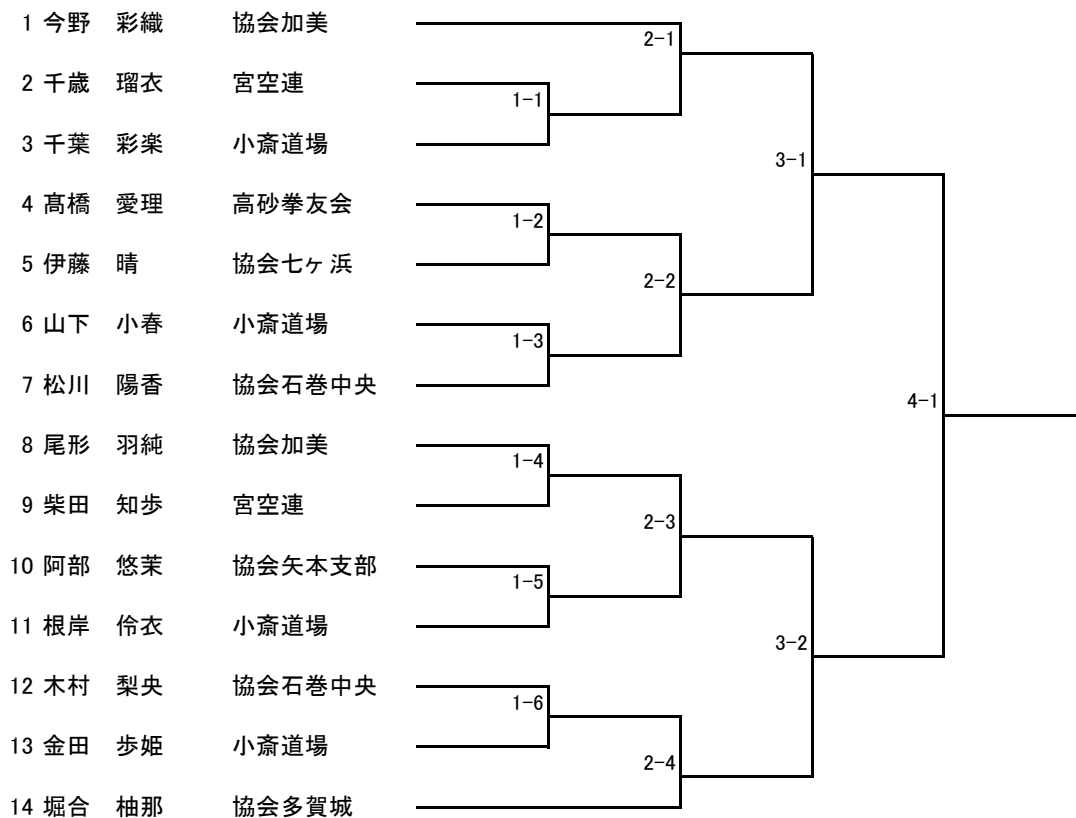 1 今野 彩織 協会加美
2-1
2 千歳 瑠衣 宮空連
1-1
3 千葉 彩楽 小斎道場
3-1
4 髙橋 愛理 高砂拳友会
1-2
5 伊藤 晴 協会七ヶ浜
2-2
6 山下 小春 小斎道場
1-3
7 松川 陽香 協会石巻中央
4-1
8 尾形 羽純 協会加美
1-4
9 柴田 知歩 宮空連
2-3
10 阿部 悠茉 協会矢本支部
1-5
11 根岸 伶衣 小斎道場
3-2
12 木村 梨央 協会石巻中央
1-6
13 金田 歩姫 小斎道場
2-4
14 堀合 柚那 協会多賀城